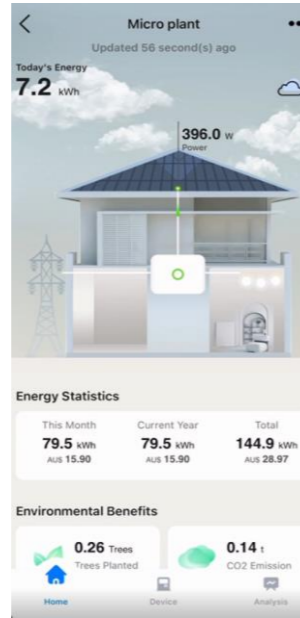 Micro plant
Updated 56 second(s) ago
Today's Energy
7.2 kWh
396.0 w
Power
Energy Statistics
This Month Current Year Total
79.5 kWh 79.5 kWh 144.9 kWh
AU$ 15.90 AU$ 15.90 AU$ 28.97
Environmental Benefits
0.26 Trees 0.14 t
Trees Planted CO2 Emission
Home Device Analysis